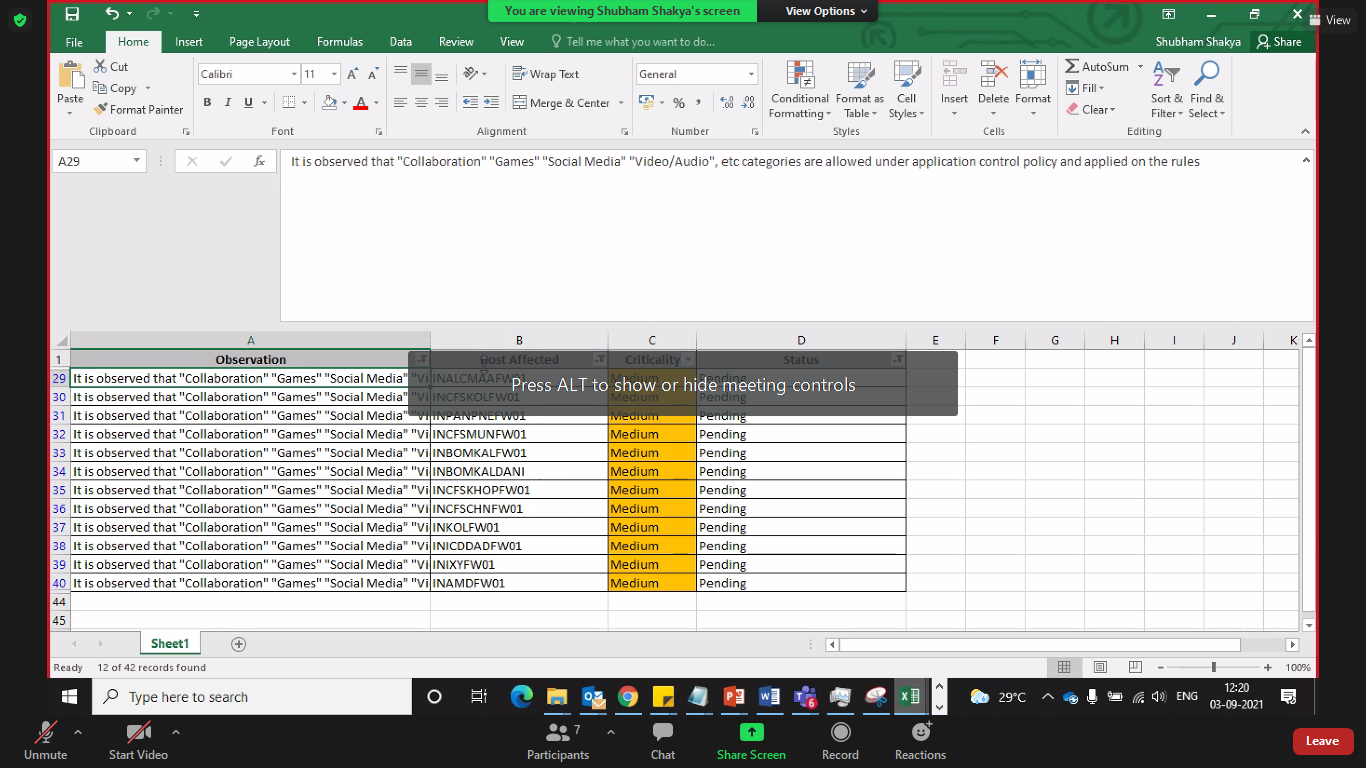 You are viewing Shubham Shakya's screen
View Options
View
File
Home
Insert
Page Layout
Formulas
Data
Review
View
Tell me what you want to do...
Shubham Shakya
Share
Paste
Cut
Copy
Format Painter
Clipboard
Calibri
11
B I U
Font
Wrap Text
Merge & Center
Alignment
General
%
Number
Conditional Formatting
Format as Table
Cell Styles
Styles
Insert
Delete
Format
Cells
AutoSum
Fill
Clear
Sort & Filter
Find & Select
Editing
A29
fx
It is observed that "Collaboration" "Games" "Social Media" "Video/Audio", etc categories are allowed under application control policy and applied on the rules
A B C D E F G H I J K
1 Observation Host Affected Criticality Status
Press ALT to show or hide meeting controls
29 It is observed that "Collaboration" "Games" "Social Media" "Vi INALCMAAFW01
30 It is observed that "Collaboration" "Games" "Social Media" "Vi INCFSKOLFW01
31 It is observed that "Collaboration" "Games" "Social Media" "Vi INPANPNEFW01 Medium Pending
32 It is observed that "Collaboration" "Games" "Social Media" "Vi INCFSMUNFW01 Medium Pending
33 It is observed that "Collaboration" "Games" "Social Media" "Vi INBOMKALFW01 Medium Pending
34 It is observed that "Collaboration" "Games" "Social Media" "Vi INBOMKALDANI Medium Pending
35 It is observed that "Collaboration" "Games" "Social Media" "Vi INCFSKHOPFW01 Medium Pending
36 It is observed that "Collaboration" "Games" "Social Media" "Vi INCFSCHNFW01 Medium Pending
37 It is observed that "Collaboration" "Games" "Social Media" "Vi INKOLFW01 Medium Pending
38 It is observed that "Collaboration" "Games" "Social Media" "Vi INICDDADFW01 Medium Pending
39 It is observed that "Collaboration" "Games" "Social Media" "Vi INIXYFW01 Medium Pending
40 It is observed that "Collaboration" "Games" "Social Media" "Vi INAMDFW01 Medium Pending
44
45
Sheet1
Ready 12 of 42 records found
100%
Type here to search
6
29°C
ENG
12:20
03-09-2021
Unmute
Start Video
Participants
7
Chat
Share Screen
Record
Reactions
Leave